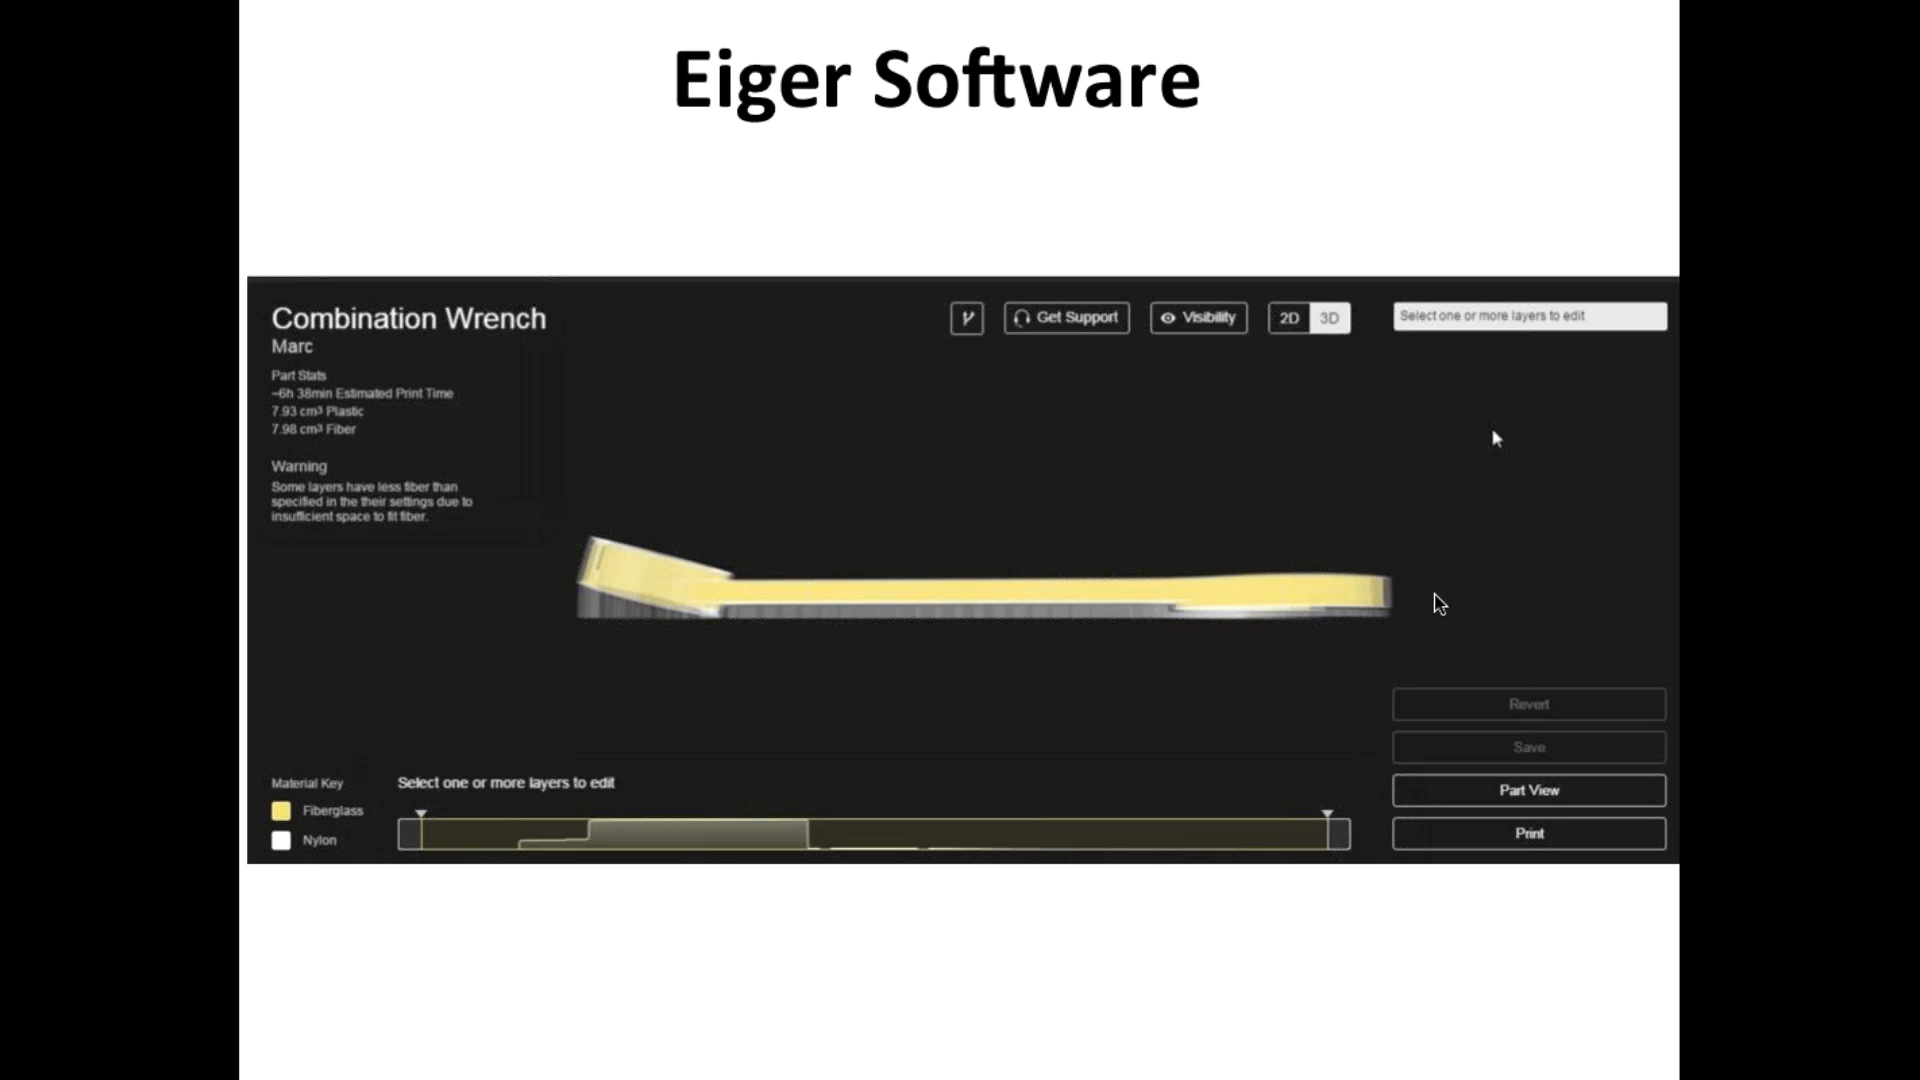 Eiger Software
Combination Wrench
Marc
Part Stats
~6h 38min Estimated Print Time
7.93 cm³ Plastic
7.98 cm³ Fiber
Warning
Some layers have less fiber than
specified in the their settings due to
insufficient space to fit fiber.
Get Support
Visibility
2D 3D
Select one or more layers to edit
Material Key
Fiberglass
Nylon
Select one or more layers to edit
Revert
Save
Part View
Print